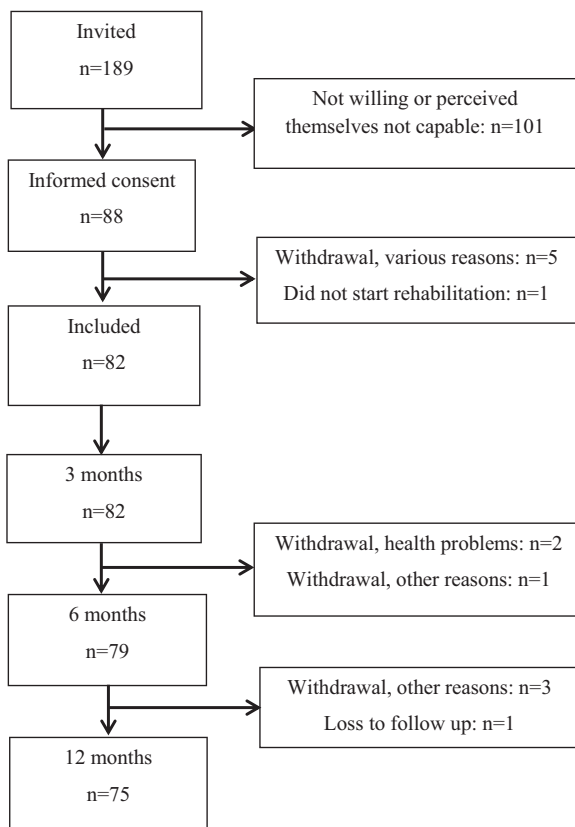 Invited
n=189
Not willing or perceived
themselves not capable: n=101
Informed consent
n=88
Withdrawal, various reasons: n=5
Did not start rehabilitation: n=1
Included
n=82
3 months
n=82
Withdrawal, health problems: n=2
Withdrawal, other reasons: n=1
6 months
n=79
Withdrawal, other reasons: n=3
Loss to follow up: n=1
12 months
n=75